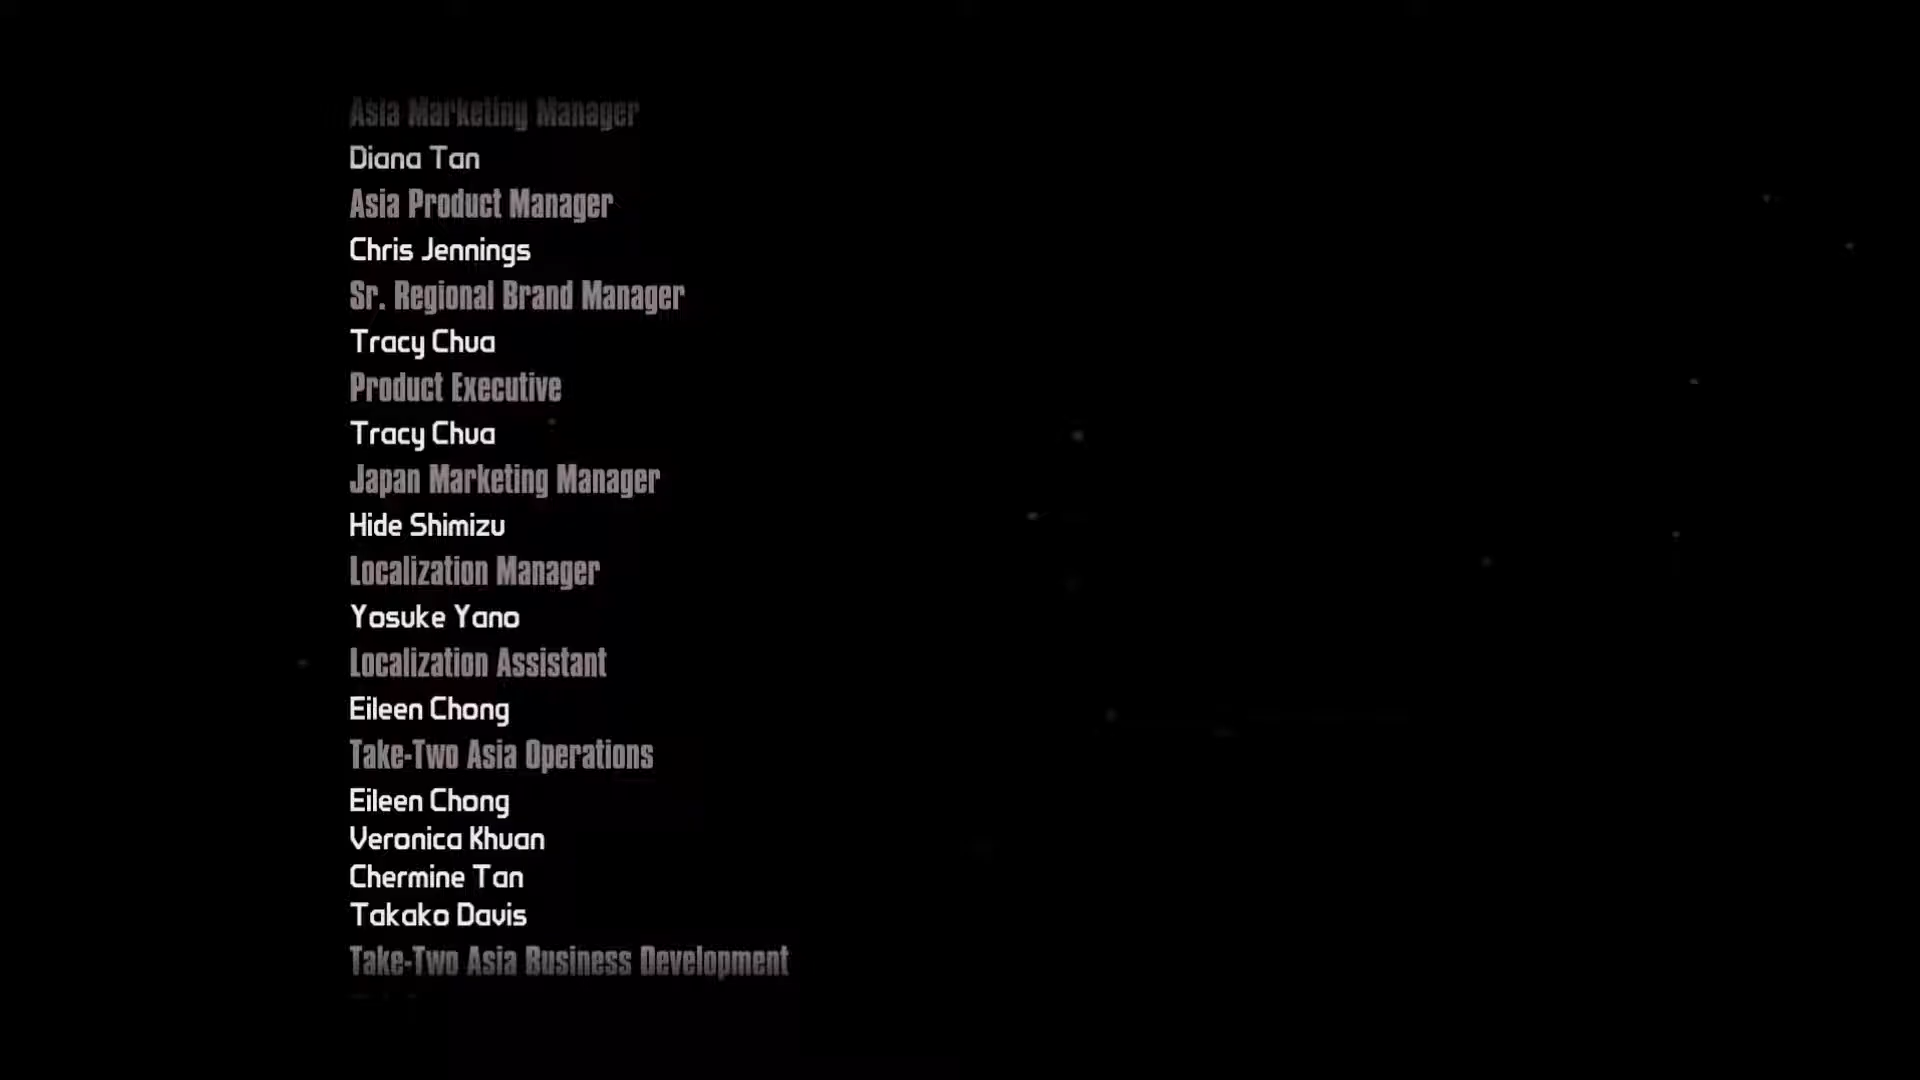 Asia Marketing Manager
Diana Tan
Asia Product Manager
Chris Jennings
Sr. Regional Brand Manager
Tracy Chua
Product Executive
Tracy Chua
Japan Marketing Manager
Hide Shimizu
Localization Manager
Yosuke Yano
Localization Assistant
Eileen Chong
Take-Two Asia Operations
Eileen Chong
Veronica Khuan
Chermine Tan
Takako Davis
Take-Two Asia Business Development